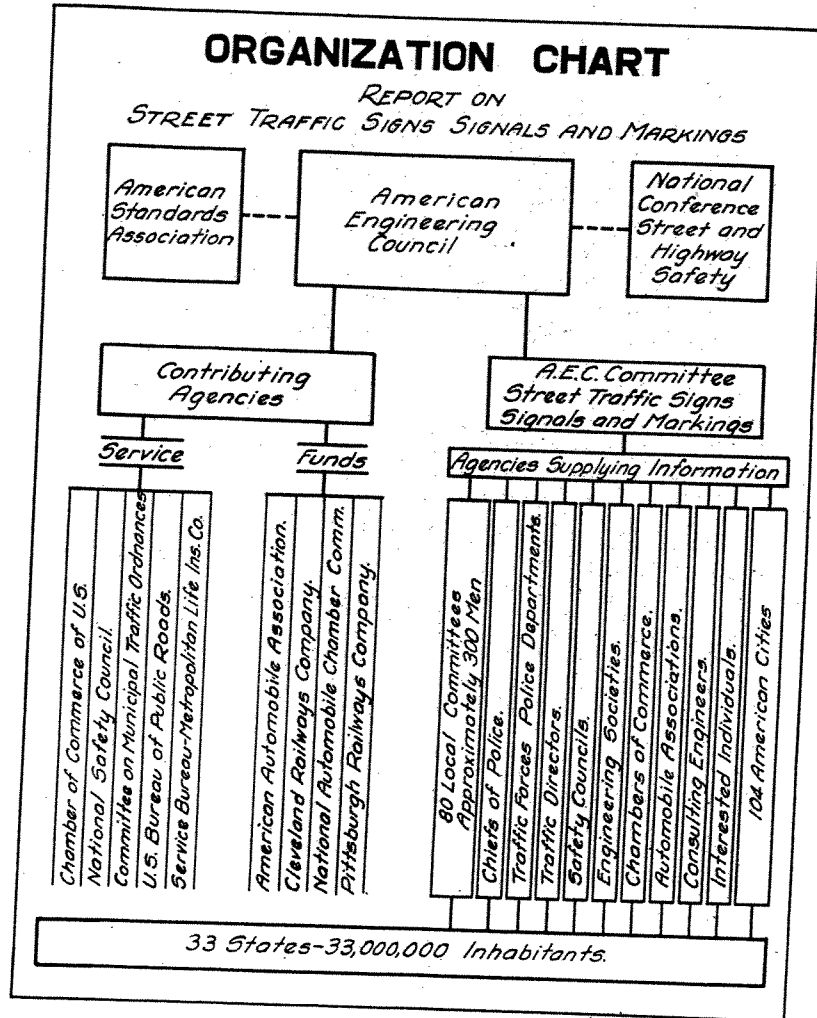 ORGANIZATION CHART
REPORT ON
STREET TRAFFIC SIGNS SIGNALS AND MARKINGS
American
Standards
Association
American
Engineering
Council
National
Conference
Street and
Highway
Safety
Contributing
Agencies
A.E.C. Committee
Street Traffic Signs
Signals and Markings
Service
Funds
Agencies Supplying Information
Chamber of Commerce of U.S.
National Safety Council.
Committee on Municipal Traffic Ordnances
U.S. Bureau of Public Roads.
Service Bureau-Metropolitan Life Ins. Co.
American Automobile Association.
Cleveland Railways Company.
National Automobile Chamber Comm.
Pittsburgh Railways Company.
80 Local Committees
Approximately 300 Men
Chiefs of Police.
Traffic Forces Police Departments.
Traffic Directors.
Safety Councils.
Engineering Societies.
Chambers of Commerce.
Automobile Associations.
Consulting Engineers.
Interested Individuals.
104 American Cities
33 States-33,000,000 Inhabitants.